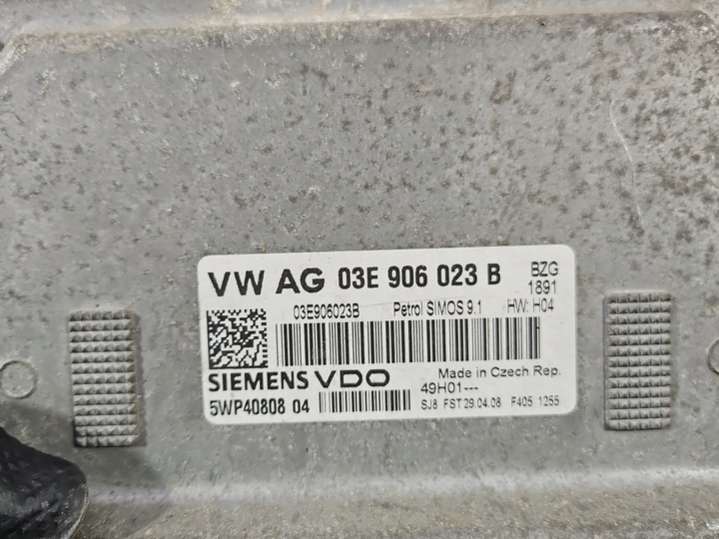 VW AG 03E 906 023 B BZG
1891
03E906023B Petrol SIMOS 9.1 HW: H04
SIEMENS VDO Made in Czech Rep.
49H01---
5WP40808 04 SJ8 FST 29.04.08 F405 1255